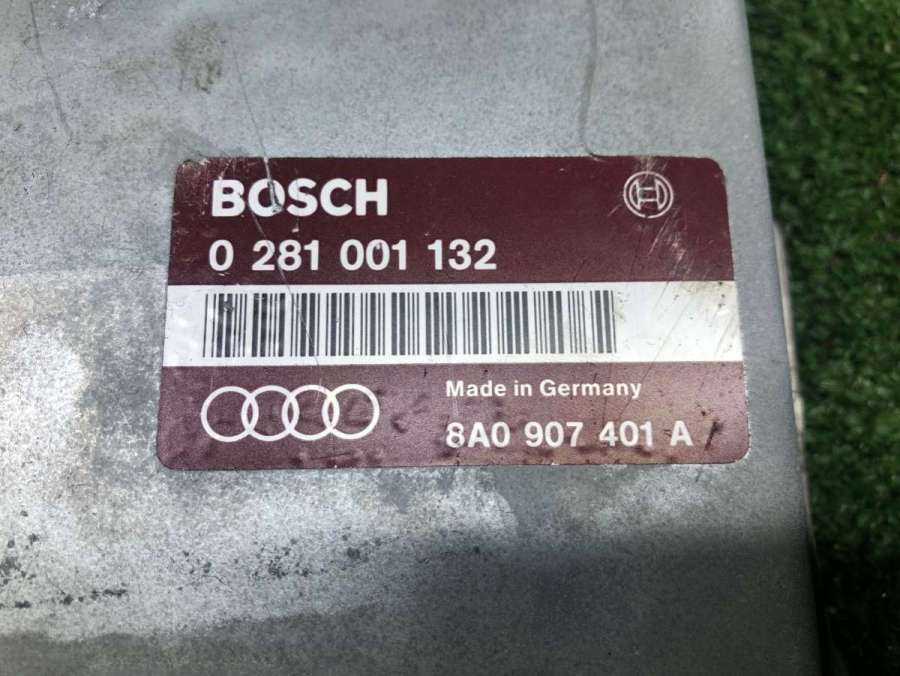 BOSCH
0 281 001 132
Made in Germany
8A0 907 401 A